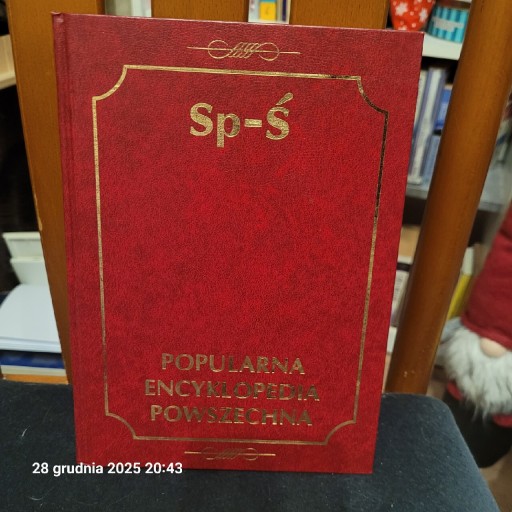 Sp-Ś
POPULARNA
ENCYKLOPEDIA
POWSZECHNA
28 grudnia 2025 20:43